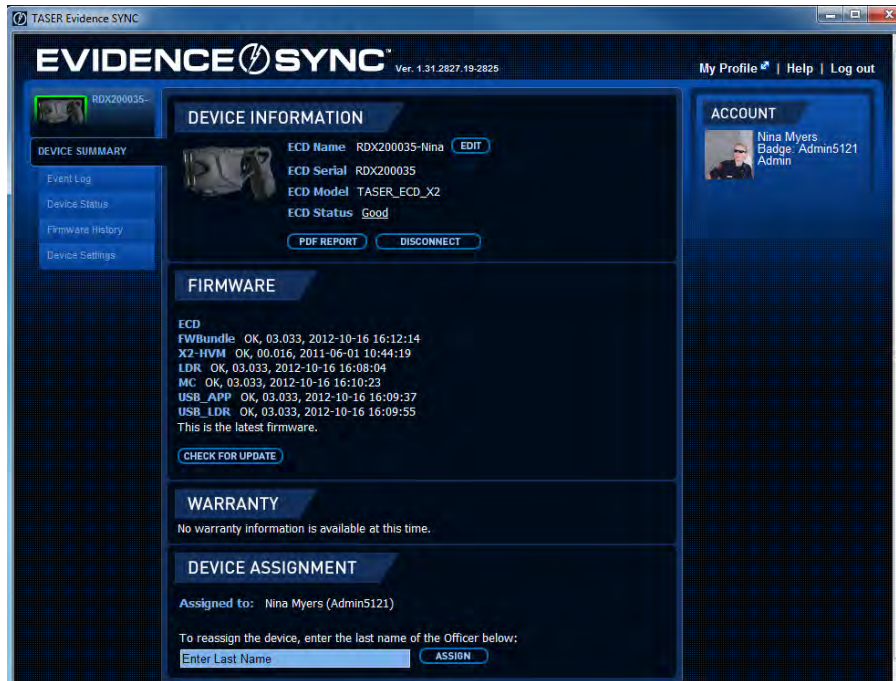 TASER Evidence SYNC
EVIDENCE SYNC™ Ver. 1.31.2827.19-2825
My Profile | Help | Log out
RDX200035-
DEVICE SUMMARY
Event Log
Device Status
Firmware History
Device Settings
DEVICE INFORMATION
ECD Name RDX200035-Nina EDIT
ECD Serial RDX200035
ECD Model TASER_ECD_X2
ECD Status Good
PDF REPORT DISCONNECT
FIRMWARE
ECD
FWBundle OK, 03.033, 2012-10-16 16:12:14
X2-HVM OK, 00.016, 2011-06-01 10:44:19
LDR OK, 03.033, 2012-10-16 16:08:04
MC OK, 03.033, 2012-10-16 16:10:23
USB_APP OK, 03.033, 2012-10-16 16:09:37
USB_LDR OK, 03.033, 2012-10-16 16:09:55
This is the latest firmware.
CHECK FOR UPDATE
WARRANTY
No warranty information is available at this time.
DEVICE ASSIGNMENT
Assigned to: Nina Myers (Admin5121)
To reassign the device, enter the last name of the Officer below:
Enter Last Name ASSIGN
ACCOUNT
Nina Myers
Badge: Admin5121
Admin